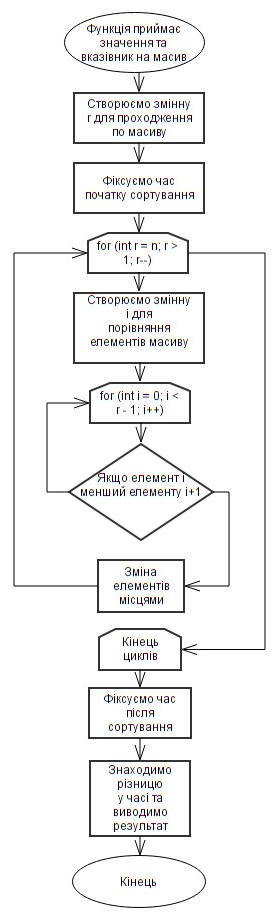 Функція приймає
значення та
вказівник на масив
Створюємо змінну
r для проходження
по масиву
Фіксуємо час
початку сортування
for (int r = n; r >
1; r--)
Створюємо змінну
і для
порівняння
елементів масиву
for (int i = 0; i <
r - 1; i++)
Якщо елемент і
менший елементу i+1
Зміна
елементів
місцями
Кінець
циклів
Фіксуємо час
після
сортування
Знаходимо
різницю
у часі та
виводимо
результат
Кінець